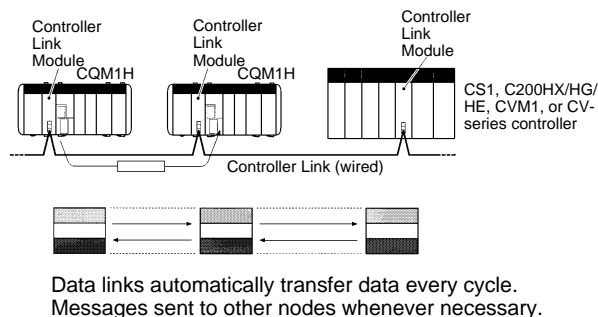 Controller
Link
Module
CQM1H
Controller
Link
Module
CQM1H
Controller
Link
Module
CS1, C200HX/HG/
HE, CVM1, or CV-
series controller
Controller Link (wired)
Data links automatically transfer data every cycle.
Messages sent to other nodes whenever necessary.